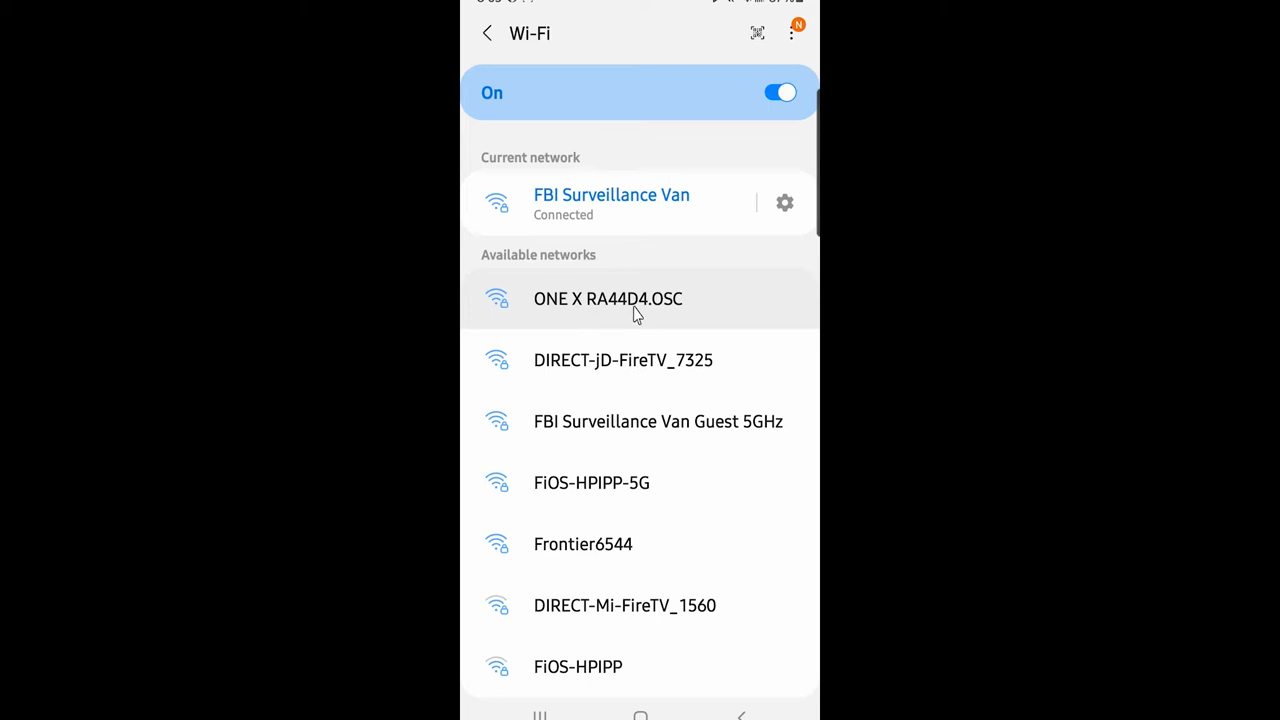 Wi-Fi
N
On
Current network
FBI Surveillance Van
Connected
Available networks
ONE X RA44D4.OSC
DIRECT-jD-FireTV_7325
FBI Surveillance Van Guest 5GHz
FiOS-HPIPP-5G
Frontier6544
DIRECT-Mi-FireTV_1560
FiOS-HPIPP